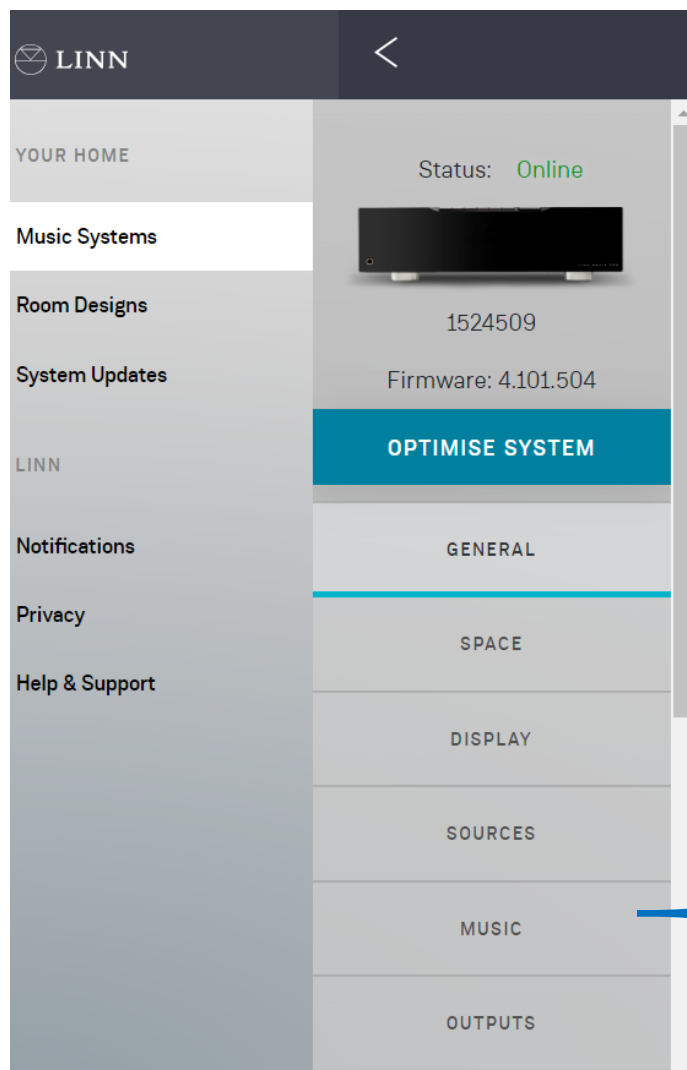 LINN
YOUR HOME
Music Systems
Room Designs
System Updates
LINN
Notifications
Privacy
Help & Support
Status: Online
1524509
Firmware: 4.101.504
OPTIMISE SYSTEM
GENERAL
SPACE
DISPLAY
SOURCES
MUSIC
OUTPUTS